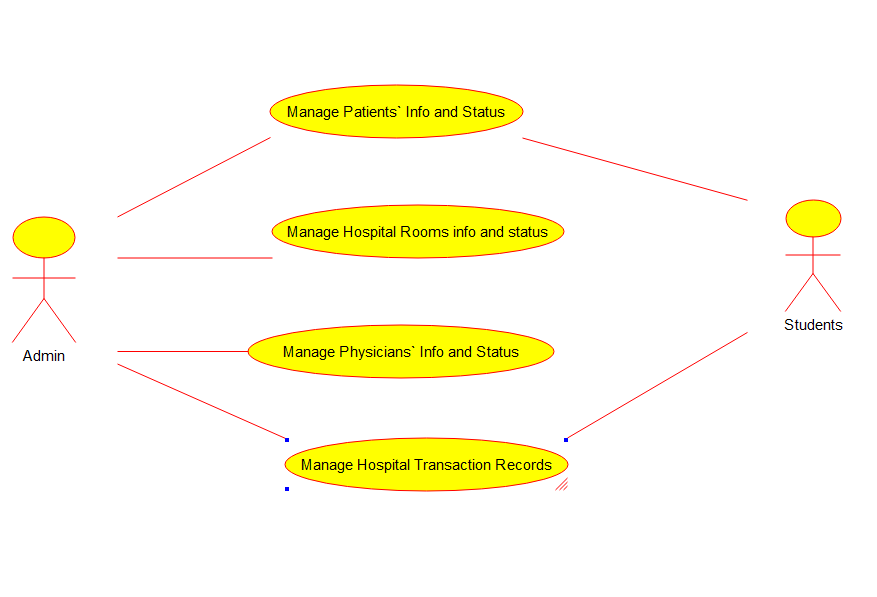 Manage Patients` Info and Status
Manage Hospital Rooms info and status
Students
Manage Physicians` Info and Status
Admin
Manage Hospital Transaction Records